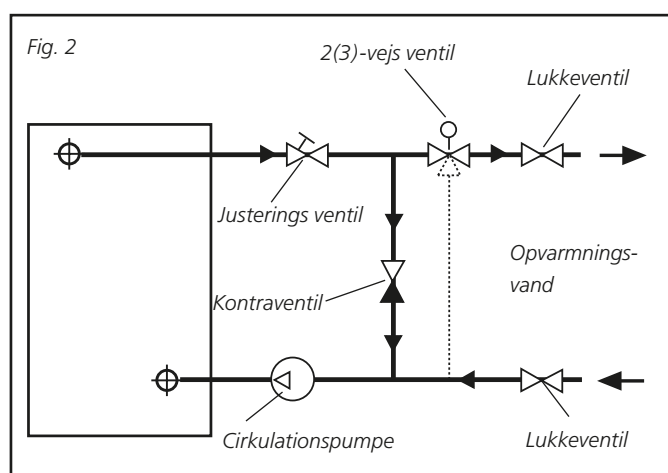 Fig. 2
2(3)-vejs ventil
Lukkeventil
Justerings ventil
Opvarmnings-
vand
Kontraventil
Cirkulationspumpe
Lukkeventil